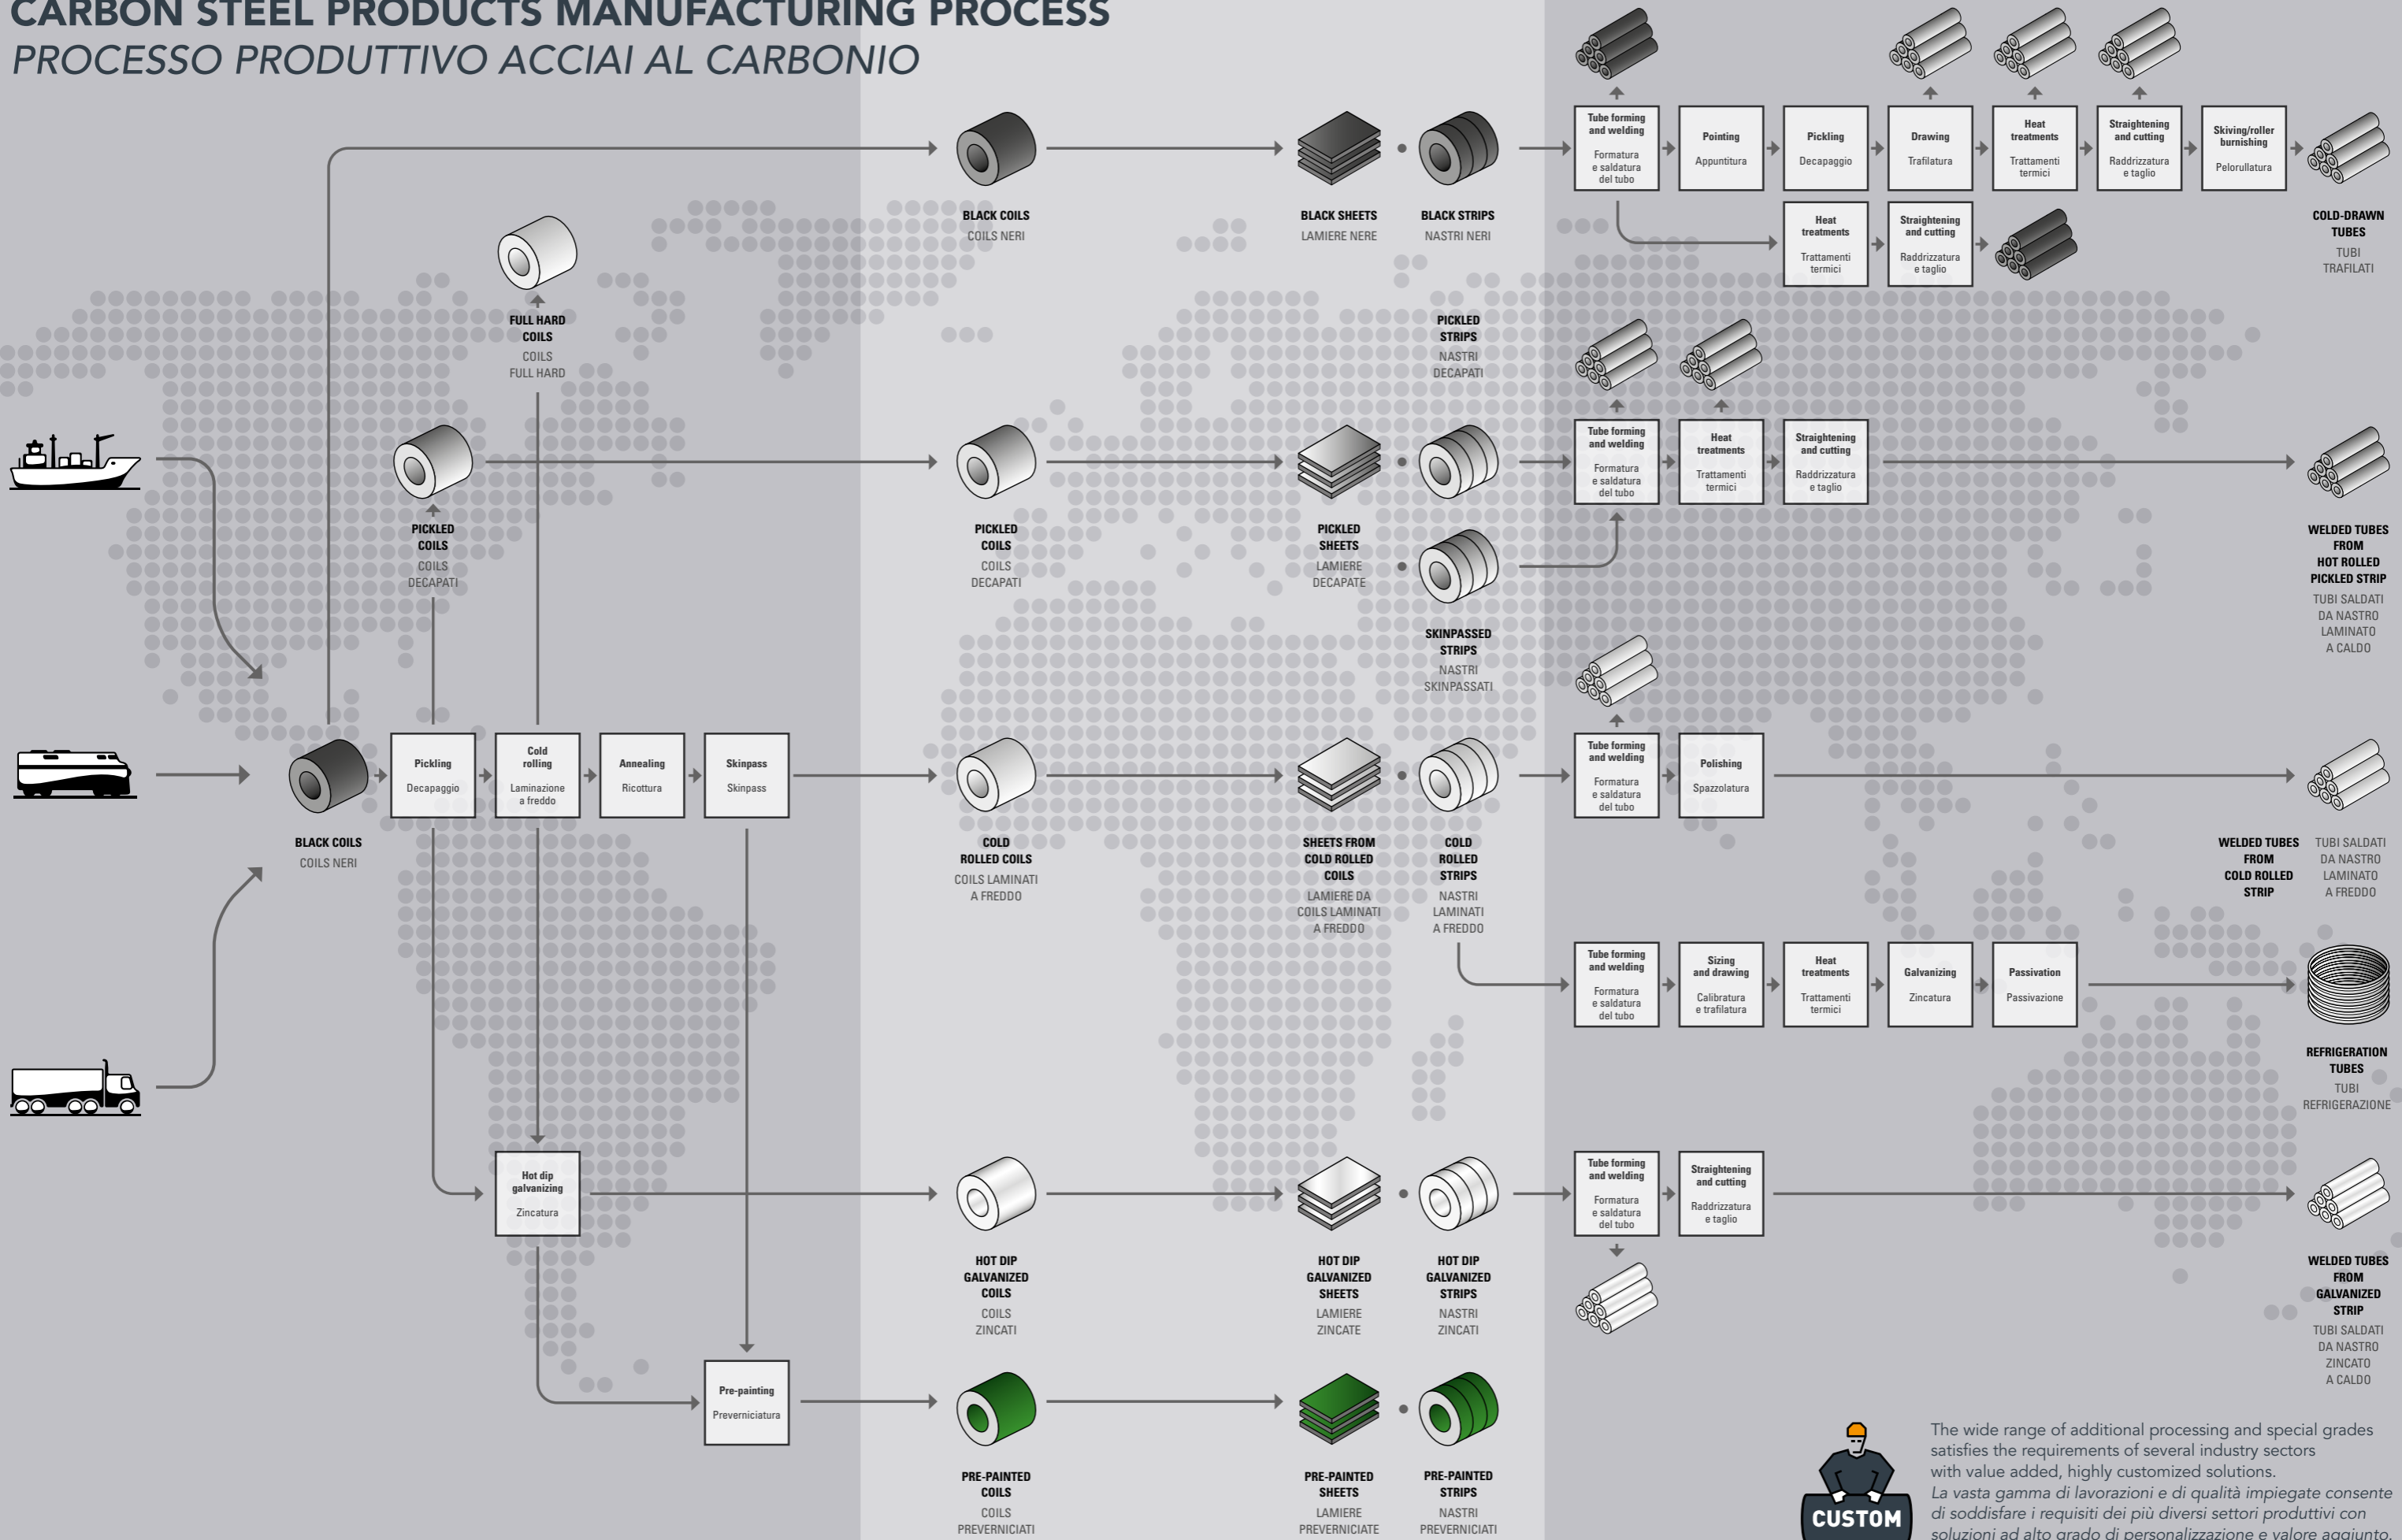 CARBON STEEL PRODUCTS MANUFACTURING PROCESS
PROCESSO PRODUTTIVO ACCIAI AL CARBONIO
BLACK COILS
COILS NERI
BLACK SHEETS
LAMIERE NERE
BLACK STRIPS
NASTRI NERI
Tube forming
and welding
Formatura
e saldatura
del tubo
Pointing
Appuntitura
Pickling
Decapaggio
Drawing
Trafilatura
Heat
treatments
Trattamenti
termici
Straightening
and cutting
Raddrizzatura
e taglio
Skiving/roller
burnishing
Pelorullatura
COLD-DRAWN
TUBES
TUBI
TRAFILATI
Heat
treatments
Trattamenti
termici
Straightening
and cutting
Raddrizzatura
e taglio
FULL HARD
COILS
COILS
FULL HARD
PICKLED
STRIPS
NASTRI
DECAPATI
PICKLED
COILS
COILS
DECAPATI
PICKLED
COILS
COILS
DECAPATI
PICKLED
SHEETS
LAMIERE
DECAPATE
Tube forming
and welding
Formatura
e saldatura
del tubo
Heat
treatments
Trattamenti
termici
Straightening
and cutting
Raddrizzatura
e taglio
WELDED TUBES
FROM
HOT ROLLED
PICKLED STRIP
TUBI SALDATI
DA NASTRO
LAMINATO
A CALDO
SKINPASSED
STRIPS
NASTRI
SKINPASSATI
BLACK COILS
COILS NERI
Pickling
Decapaggio
Cold
rolling
Laminazione
a freddo
Annealing
Ricottura
Skinpass
Skinpass
COLD
ROLLED COILS
COILS LAMINATI
A FREDDO
SHEETS FROM
COLD ROLLED
COILS
LAMIERE DA
COILS LAMINATI
A FREDDO
COLD
ROLLED
STRIPS
NASTRI
LAMINATI
A FREDDO
Tube forming
and welding
Formatura
e saldatura
del tubo
Polishing
Spazzolatura
WELDED TUBES
FROM
COLD ROLLED
STRIP
TUBI SALDATI
DA NASTRO
LAMINATO
A FREDDO
Tube forming
and welding
Formatura
e saldatura
del tubo
Sizing
and drawing
Calibratura
e trafilatura
Heat
treatments
Trattamenti
termici
Galvanizing
Zincatura
Passivation
Passivazione
REFRIGERATION
TUBES
TUBI
REFRIGERAZIONE
Hot dip
galvanizing
Zincatura
HOT DIP
GALVANIZED
COILS
COILS
ZINCATI
HOT DIP
GALVANIZED
SHEETS
LAMIERE
ZINCATE
HOT DIP
GALVANIZED
STRIPS
NASTRI
ZINCATI
Tube forming
and welding
Formatura
e saldatura
del tubo
Straightening
and cutting
Raddrizzatura
e taglio
WELDED TUBES
FROM
GALVANIZED
STRIP
TUBI SALDATI
DA NASTRO
ZINCATO
A CALDO
Pre-painting
Preverniciatura
PRE-PAINTED
COILS
COILS
PREVERNICIATI
PRE-PAINTED
SHEETS
LAMIERE
PREVERNICIATE
PRE-PAINTED
STRIPS
NASTRI
PREVERNICIATI
CUSTOM
The wide range of additional processing and special grades
satisfies the requirements of several industry sectors
with value added, highly customized solutions.
La vasta gamma di lavorazioni e di qualità impiegate consente
di soddisfare i requisiti dei più diversi settori produttivi con
soluzioni ad alto grado di personalizzazione e valore aggiunto.